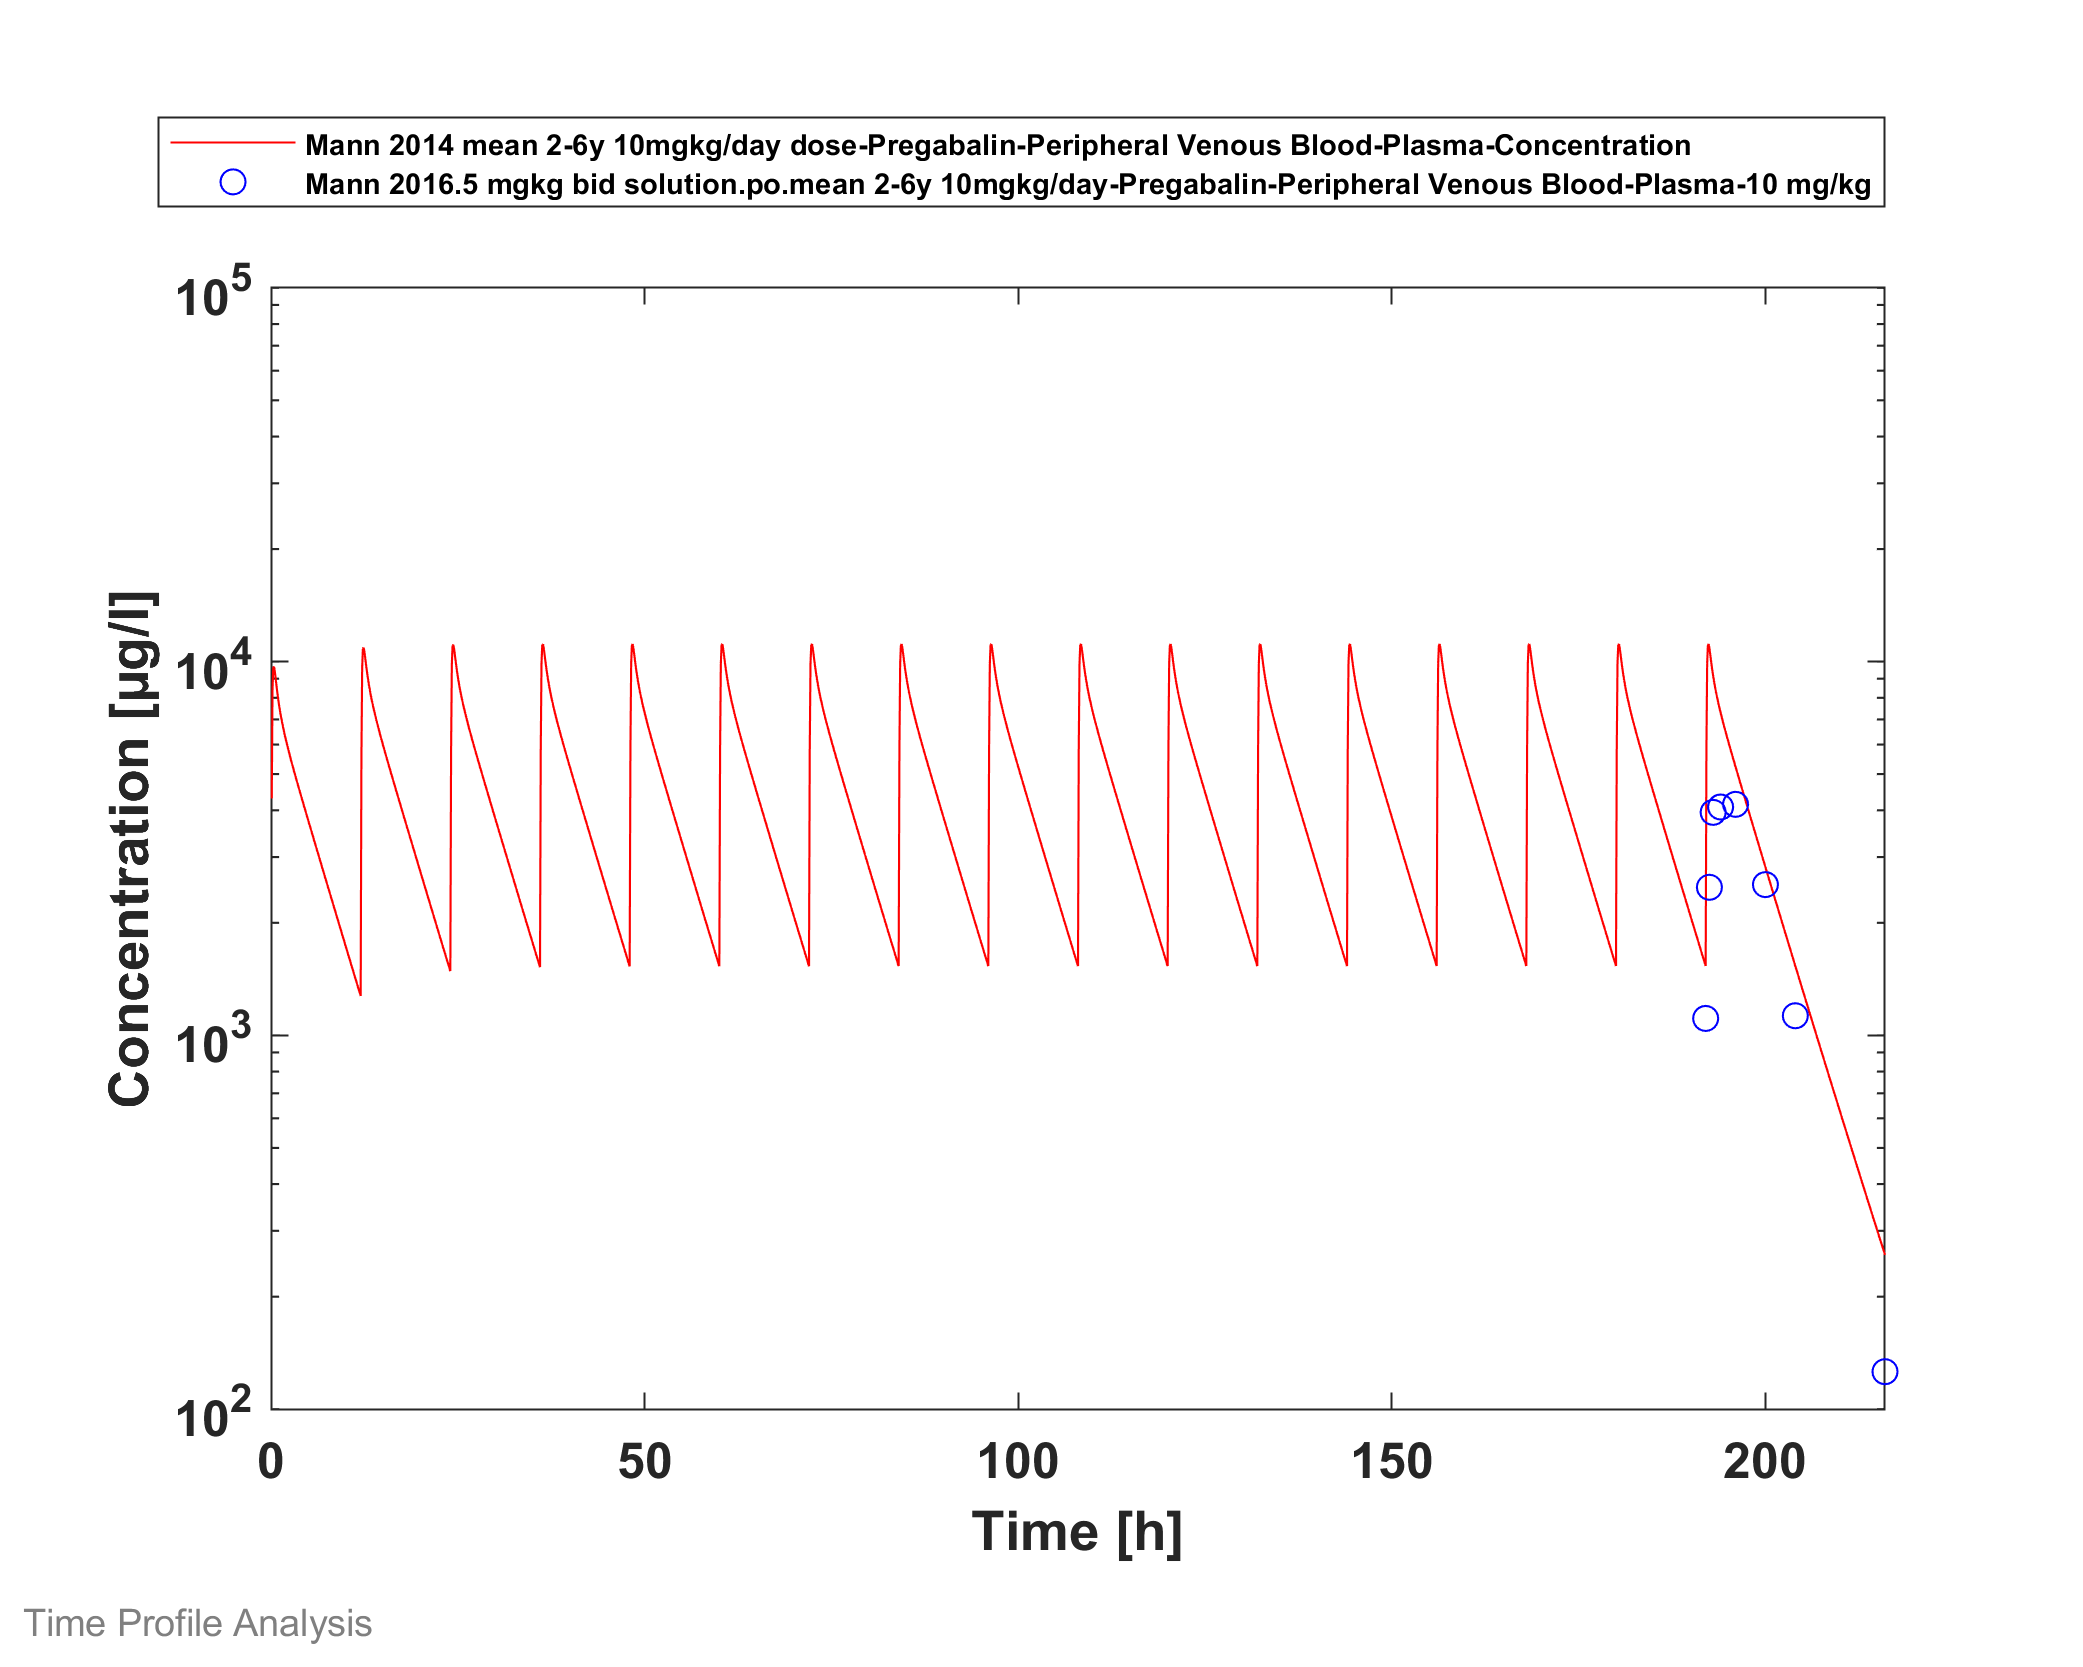 Mann 2014 mean 2-6y 10mgkg/day dose-Pregabalin-Peripheral Venous Blood-Plasma-Concentration
Mann 2016.5 mgkg bid solution.po.mean 2-6y 10mgkg/day-Pregabalin-Peripheral Venous Blood-Plasma-10 mg/kg
10^5
10^4
10^3
10^2
Concentration [µg/l]
0 50 100 150 200
Time [h]
Time Profile Analysis